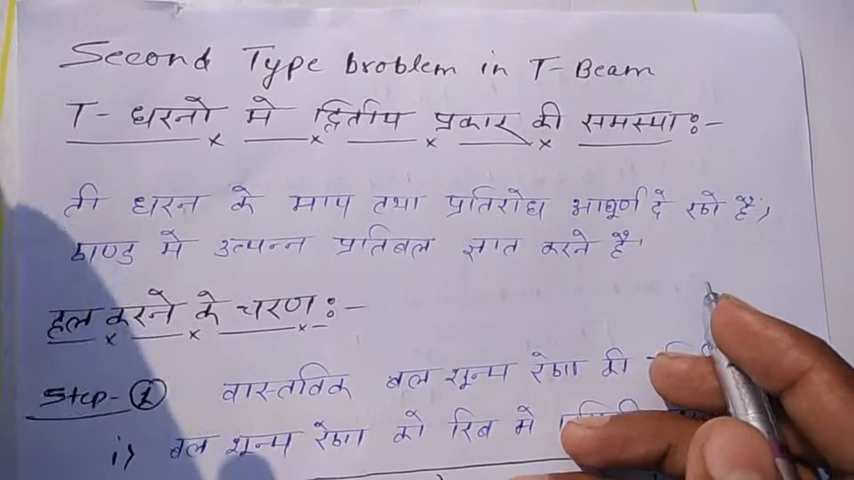 Second Type Problem in T-Beam
T- धरनो मे द्वितीय प्रकार की समस्या:-
ती धरन के माप तथा प्रतिरोध आघूर्ण दे रखे है,
काण्ड मे उत्पन्न प्रतिबल ज्ञात करने है।
हल करने के चरण:-
Step-① वास्तविक बल शून्य रेखा की
i) बल शून्य रेखा को रिब मे